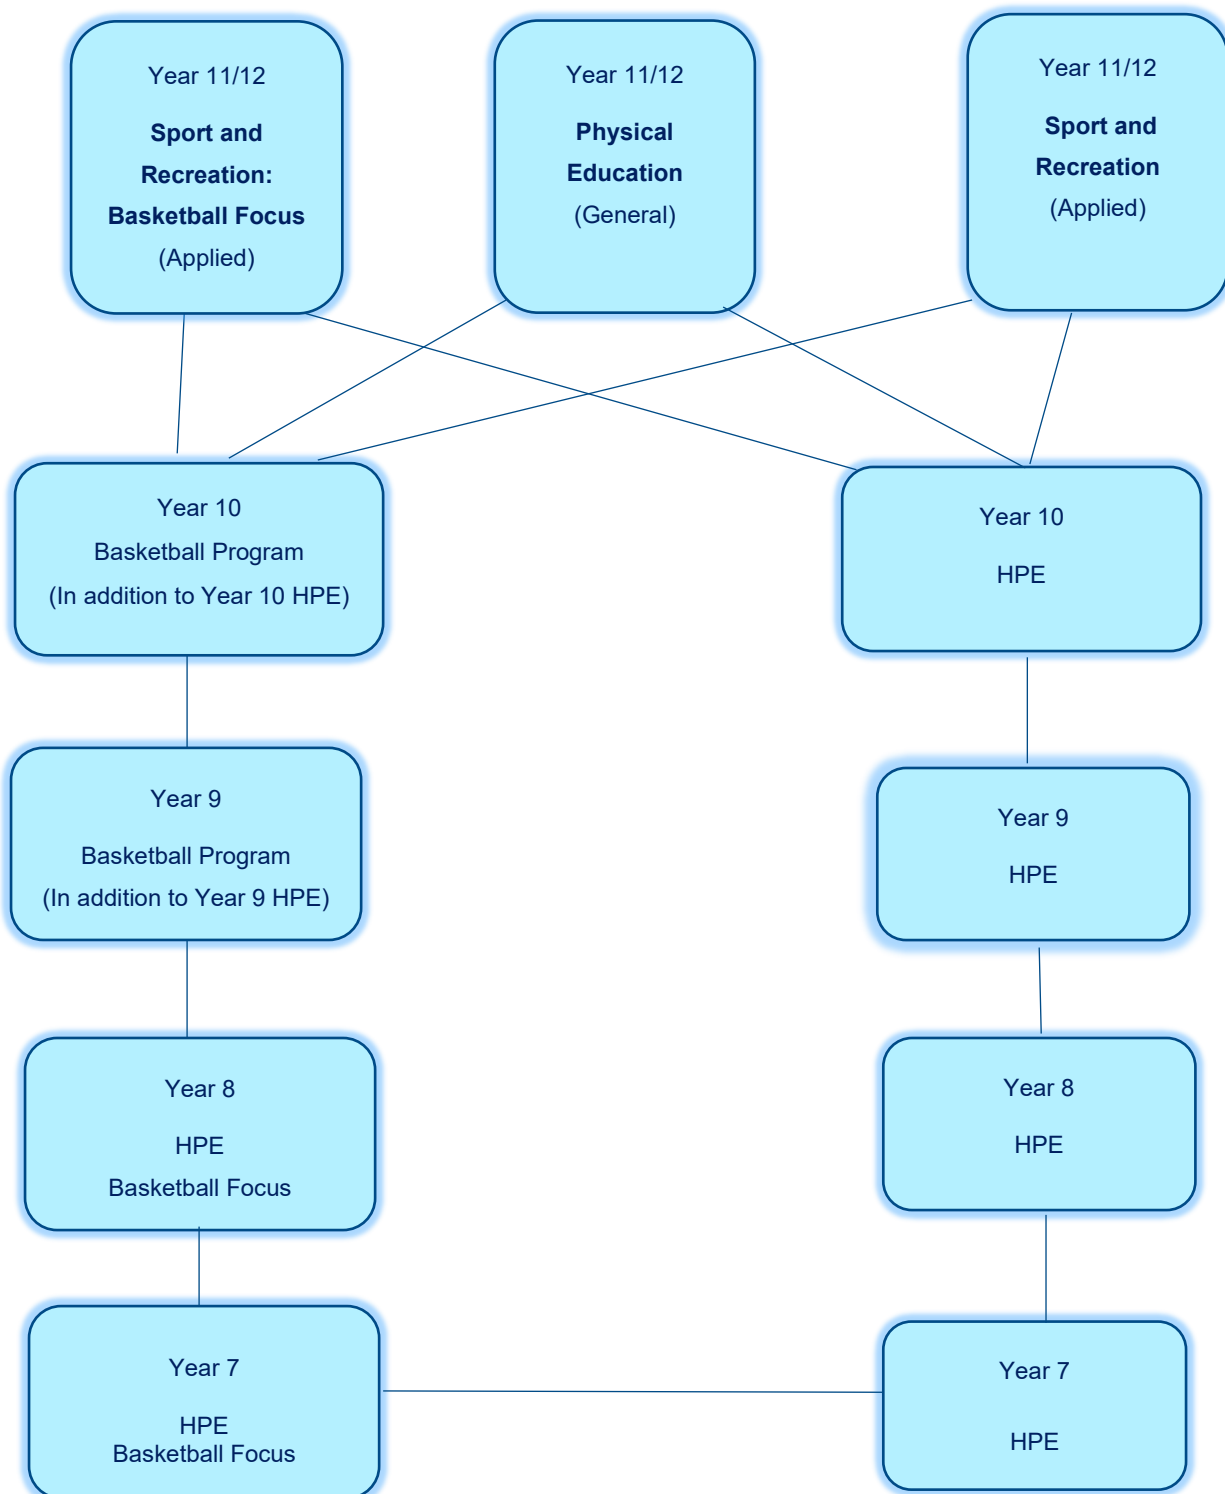 Year 11/12
Sport and
Recreation:
Basketball Focus
(Applied)
Year 11/12
Physical
Education
(General)
Year 11/12
Sport and
Recreation
(Applied)
Year 10
Basketball Program
(In addition to Year 10 HPE)
Year 10
HPE
Year 9
Basketball Program
(In addition to Year 9 HPE)
Year 9
HPE
Year 8
HPE
Basketball Focus
Year 8
HPE
Year 7
HPE
Basketball Focus
Year 7
HPE